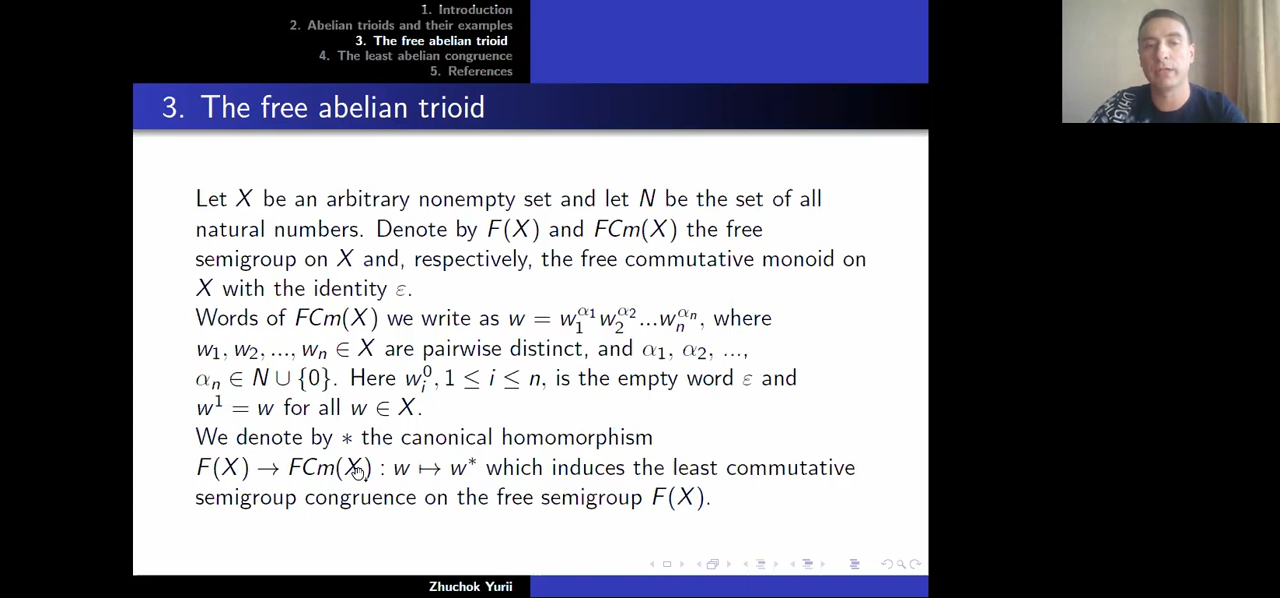 1. Introduction
2. Abelian trioids and their examples
3. The free abelian trioid
4. The least abelian congruence
5. References
3. The free abelian trioid
Let X be an arbitrary nonempty set and let N be the set of all
natural numbers. Denote by F(X) and FCm(X) the free
semigroup on X and, respectively, the free commutative monoid on
X with the identity ε.
Words of FCm(X) we write as w = w₁^α₁ w₂^α₂ ... wₙ^αₙ, where
w₁, w₂, ..., wₙ ∈ X are pairwise distinct, and α₁, α₂, ...,
αₙ ∈ N ∪ {0}. Here wᵢ⁰, 1 ≤ i ≤ n, is the empty word ε and
w¹ = w for all w ∈ X.
We denote by * the canonical homomorphism
F(X) → FCm(X) : w ↦ w* which induces the least commutative
semigroup congruence on the free semigroup F(X).
Zhuchok Yurii